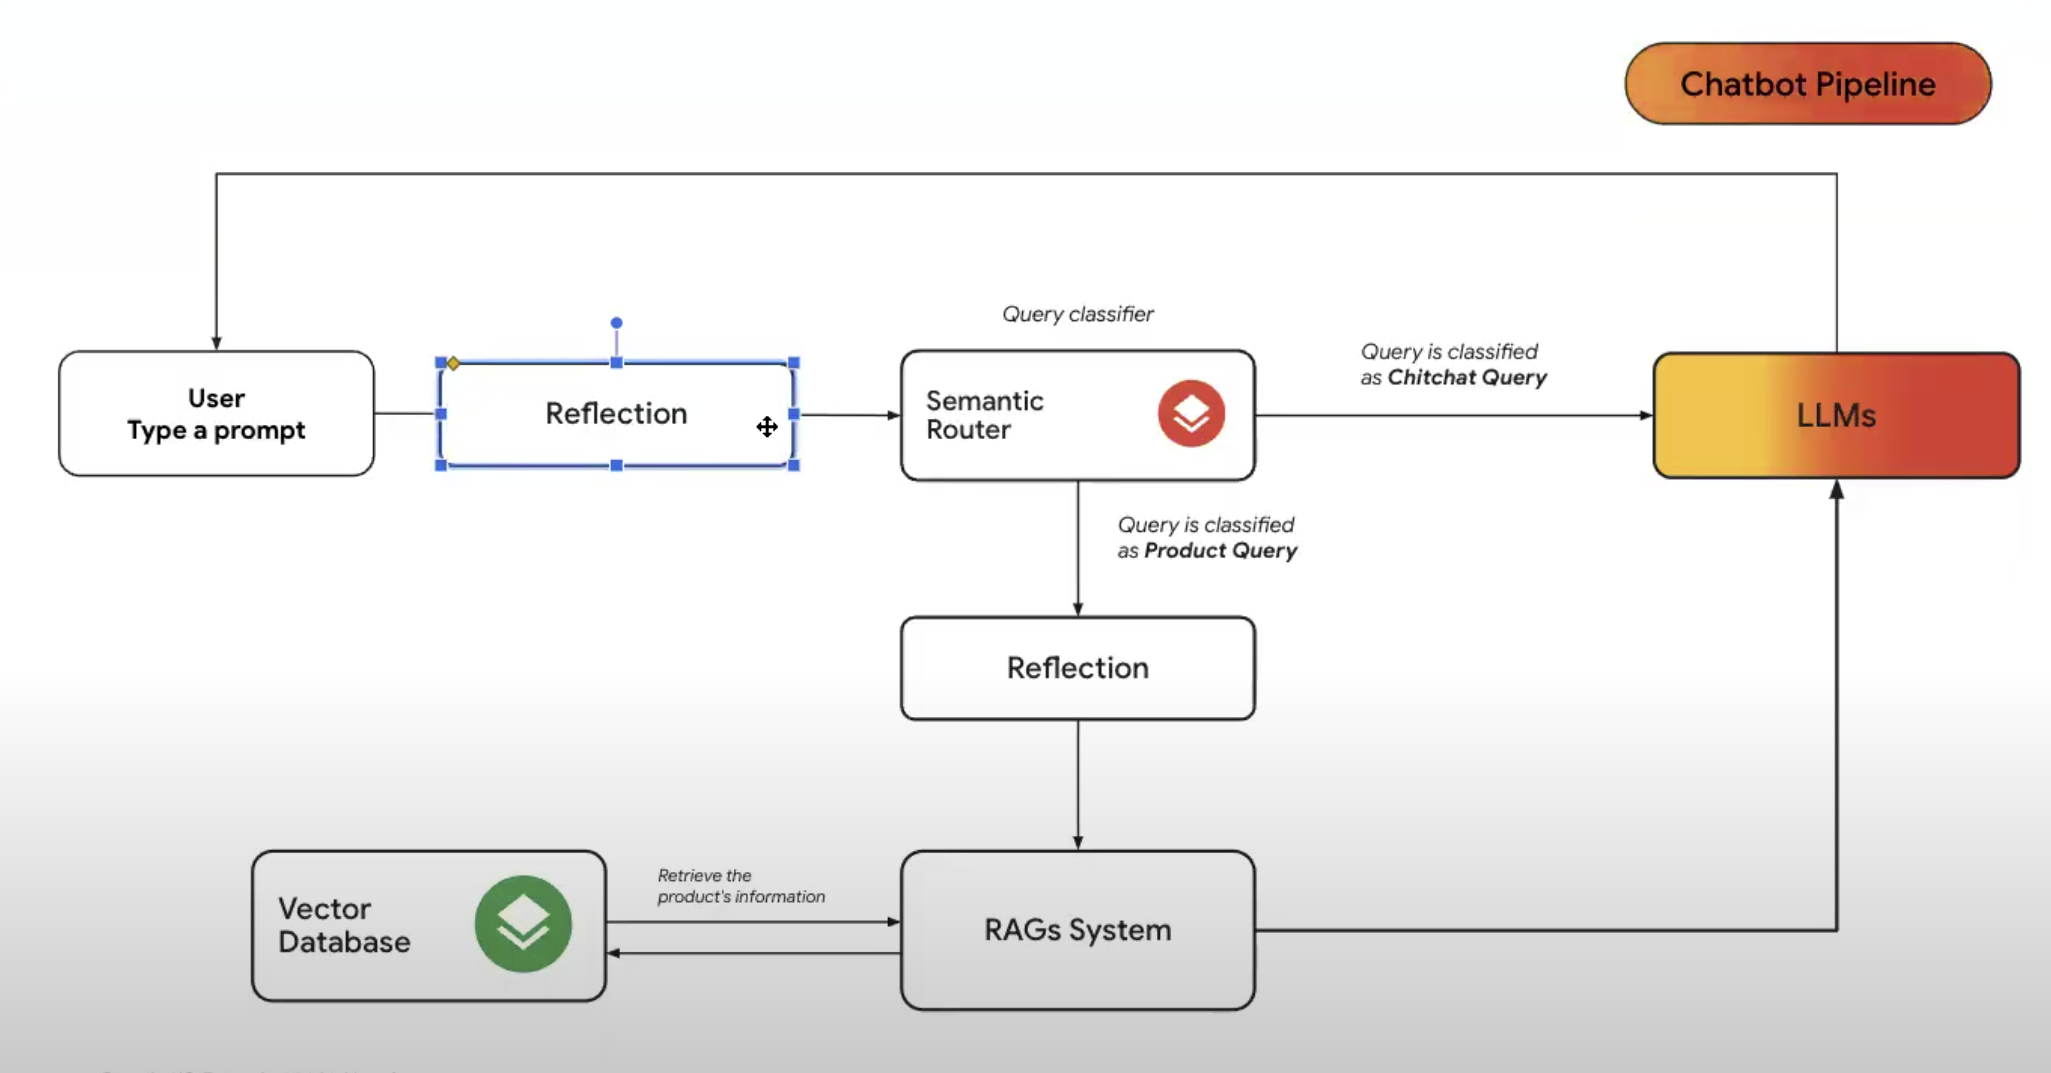 Chatbot Pipeline
Query classifier
Query is classified
as Chitchat Query
User
Type a prompt
Reflection
Semantic
Router
LLMs
Query is classified
as Product Query
Reflection
Retrieve the
product's information
Vector
Database
RAGs System